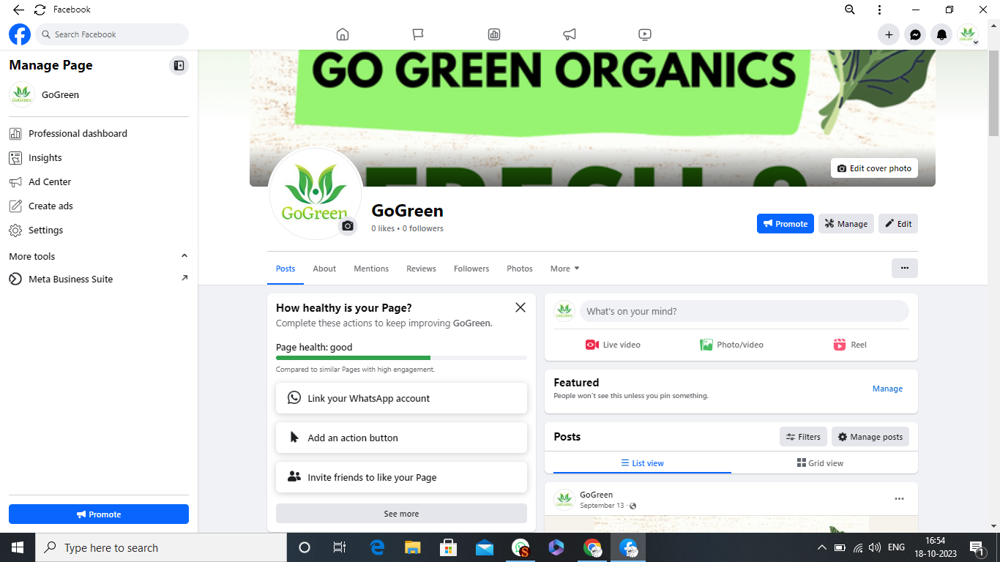 Facebook
Search Facebook
GoGreen
Manage Page
GoGreen
GoGreen
Professional dashboard
Insights
Ad Center
Create ads
Settings
More tools
Meta Business Suite
Promote
GO GREEN ORGANICS
FRESH &
Edit cover photo
GoGreen
GoGreen
0 likes • 0 followers
Promote
Manage
Edit
Posts
About
Mentions
Reviews
Followers
Photos
More
How healthy is your Page?
Complete these actions to keep improving GoGreen.
Page health: good
Compared to similar Pages with high engagement.
Link your WhatsApp account
Add an action button
Invite friends to like your Page
See more
GoGreen
What's on your mind?
Live video
Photo/video
Reel
Featured
People won't see this unless you pin something.
Manage
Posts
Filters
Manage posts
List view
Grid view
GoGreen
GoGreen
September 13 ·
Type here to search
S
ENG
16:54
18-10-2023
1